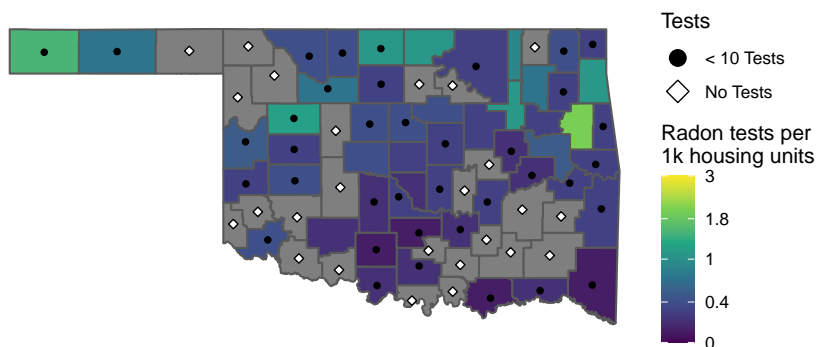 Tests
< 10 Tests
No Tests
Radon tests per
1k housing units
3
1.8
1
0.4
0